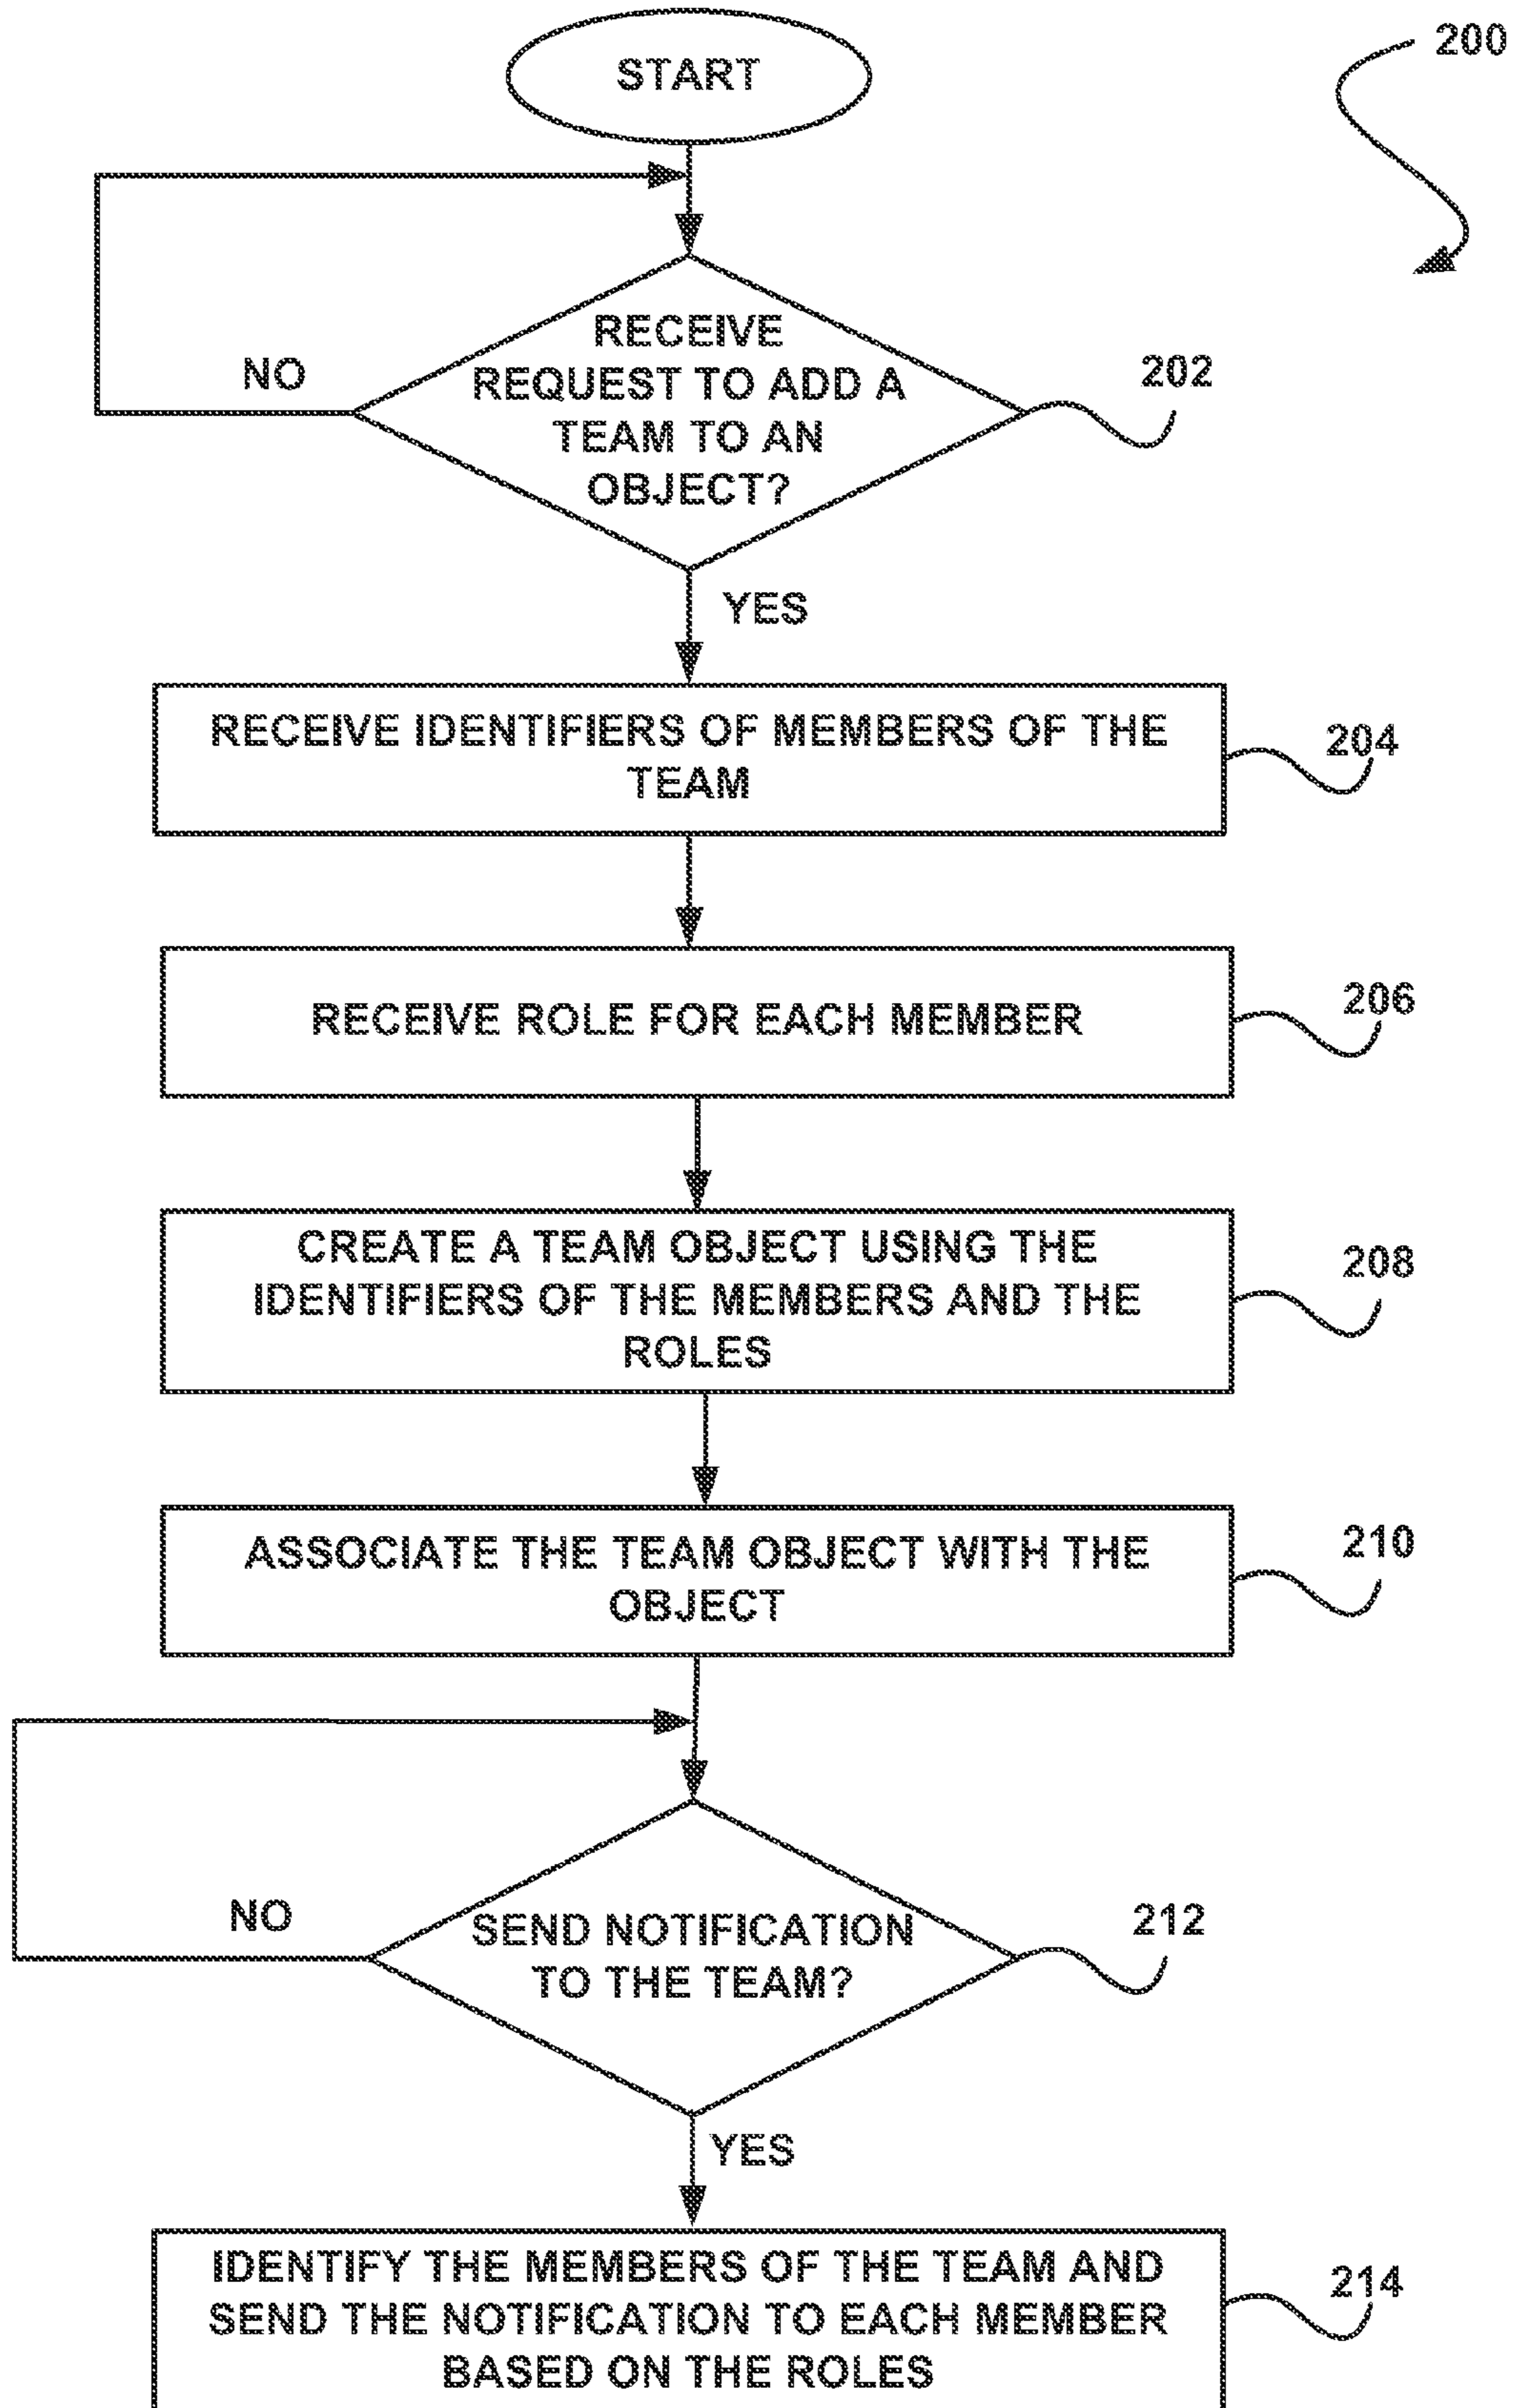 200
START
RECEIVE
REQUEST TO ADD A
TEAM TO AN
OBJECT?
NO
202
YES
RECEIVE IDENTIFIERS OF MEMBERS OF THE
TEAM
204
RECEIVE ROLE FOR EACH MEMBER
206
CREATE A TEAM OBJECT USING THE
IDENTIFIERS OF THE MEMBERS AND THE
ROLES
208
ASSOCIATE THE TEAM OBJECT WITH THE
OBJECT
210
NO
SEND NOTIFICATION
TO THE TEAM?
212
YES
IDENTIFY THE MEMBERS OF THE TEAM AND
SEND THE NOTIFICATION TO EACH MEMBER
BASED ON THE ROLES
214